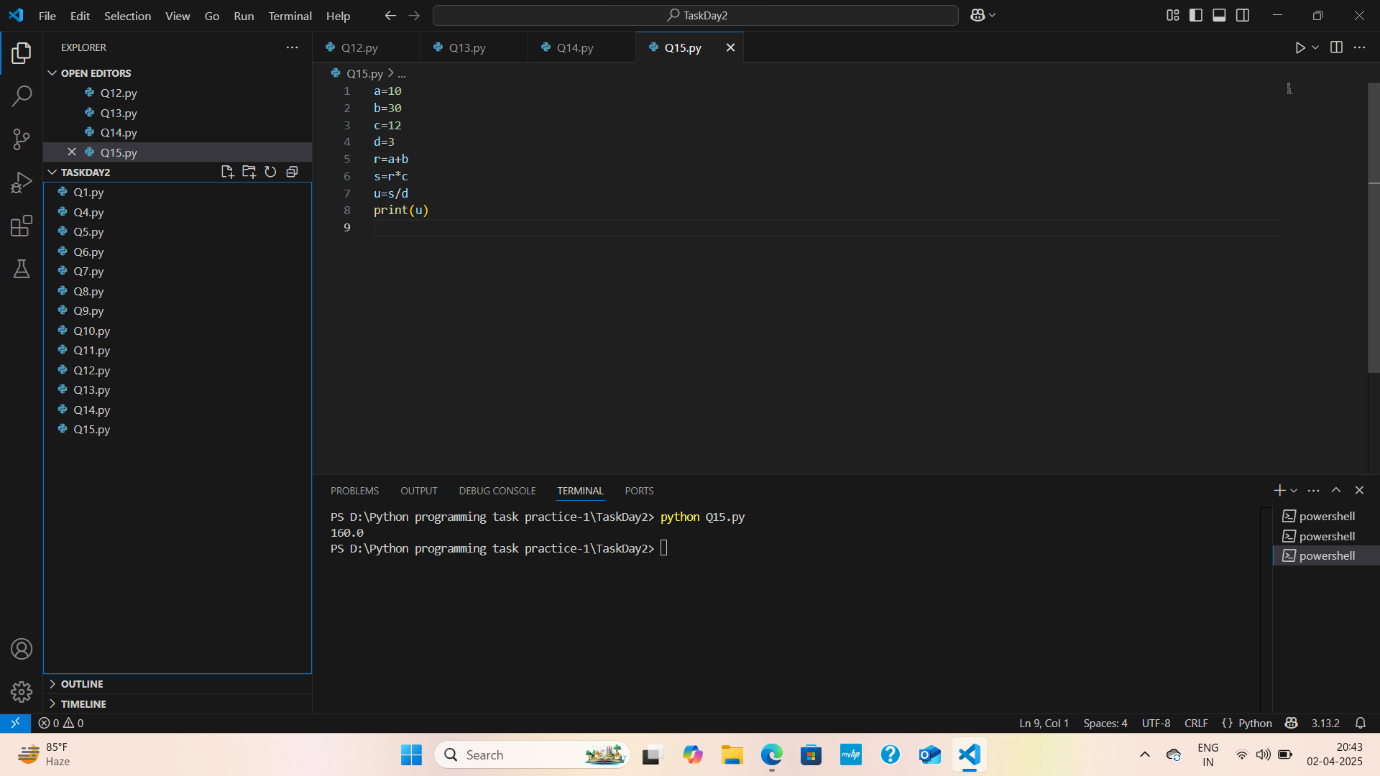 File Edit Selection View Go Run Terminal Help
TaskDay2
EXPLORER
OPEN EDITORS
Q12.py
Q13.py
Q14.py
Q15.py
TASKDAY2
Q1.py
Q4.py
Q5.py
Q6.py
Q7.py
Q8.py
Q9.py
Q10.py
Q11.py
Q12.py
Q13.py
Q14.py
Q15.py
OUTLINE
TIMELINE
Q12.py Q13.py Q14.py Q15.py
Q15.py > ...
1 a=10
2 b=30
3 c=12
4 d=3
5 r=a+b
6 s=r*c
7 u=s/d
8 print(u)
9
PROBLEMS OUTPUT DEBUG CONSOLE TERMINAL PORTS
PS D:\Python programming task practice-1\TaskDay2> python Q15.py
160.0
PS D:\Python programming task practice-1\TaskDay2>
powershell
powershell
powershell
0 0 Ln 9, Col 1 Spaces: 4 UTF-8 CRLF {} Python 3.13.2
85°F
Haze
Search
myhp
ENG
IN
20:43
02-04-2025